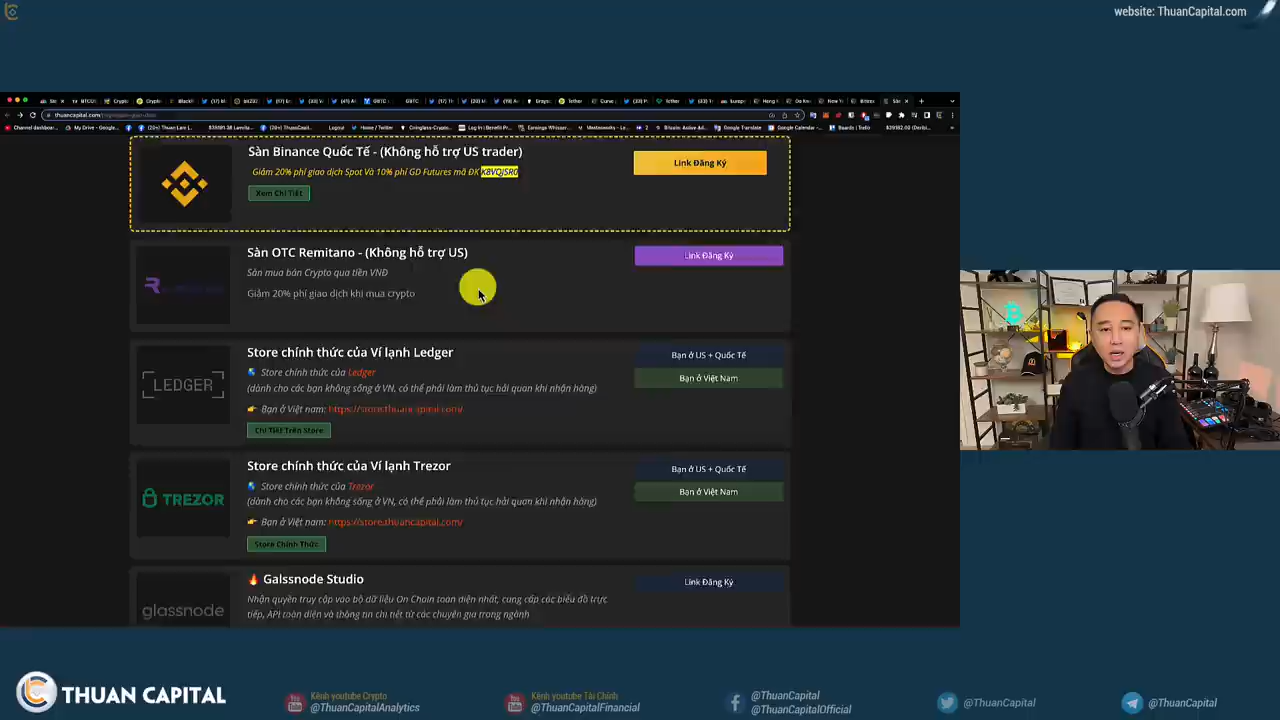 website: ThuanCapital.com
Sàn Binance Quốc Tế - (Không hỗ trợ US trader)
Giảm 20% phí giao dịch Spot Và 10% phí GD Futures mã ĐK
Link Đăng Ký
Xem Chi Tiết
Sàn OTC Remitano - (Không hỗ trợ US)
Link Đăng Ký
Sàn mua bán Crypto qua tiền VNĐ
Giảm 20% phí giao dịch khi mua crypto
Store chính thức của Ví lạnh Ledger
Bạn ở US + Quốc Tế
LEDGER
Store chính thức của Ledger
Bạn ở Việt Nam
(dành cho các bạn không sống ở VN, có thể phải làm thủ tục hải quan khi nhận hàng)
Bạn ở Việt nam: https://store.thuancapital.com/
Chi Tiết Trên Store
Store chính thức của Ví lạnh Trezor
Bạn ở US + Quốc Tế
TREZOR
Store chính thức của Trezor
Bạn ở Việt Nam
(dành cho các bạn không sống ở VN, có thể phải làm thủ tục hải quan khi nhận hàng)
Bạn ở Việt nam: https://store.thuancapital.com/
Store Chính Thức
Galssnode Studio
Link Đăng Ký
glassnode
Nhận quyền truy cập vào bộ dữ liệu On Chain toàn diện nhất, cung cấp các biểu đồ trực
tiếp, API toàn diện và thông tin chi tiết từ các chuyên gia trong ngành
THUAN CAPITAL
Kênh youtube Crypto
@ThuanCapitalAnalytics
Kênh youtube Tài Chính
@ThuanCapitalFinancial
@ThuanCapital
@ThuanCapitalOfficial
@ThuanCapital
@ThuanCapital